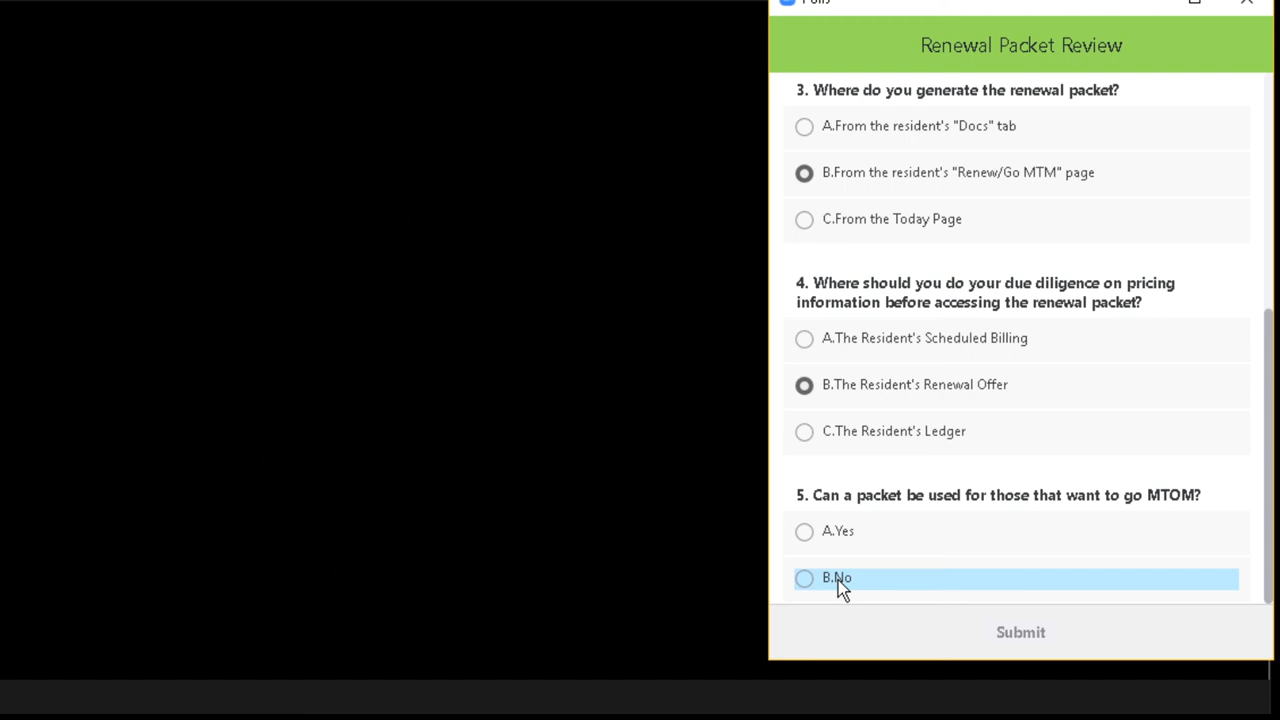 Polls
Renewal Packet Review
3. Where do you generate the renewal packet?
A.From the resident's "Docs" tab
B.From the resident's "Renew/Go MTM" page
C.From the Today Page
4. Where should you do your due diligence on pricing
information before accessing the renewal packet?
A.The Resident's Scheduled Billing
B.The Resident's Renewal Offer
C.The Resident's Ledger
5. Can a packet be used for those that want to go MTOM?
A.Yes
B.No
Submit